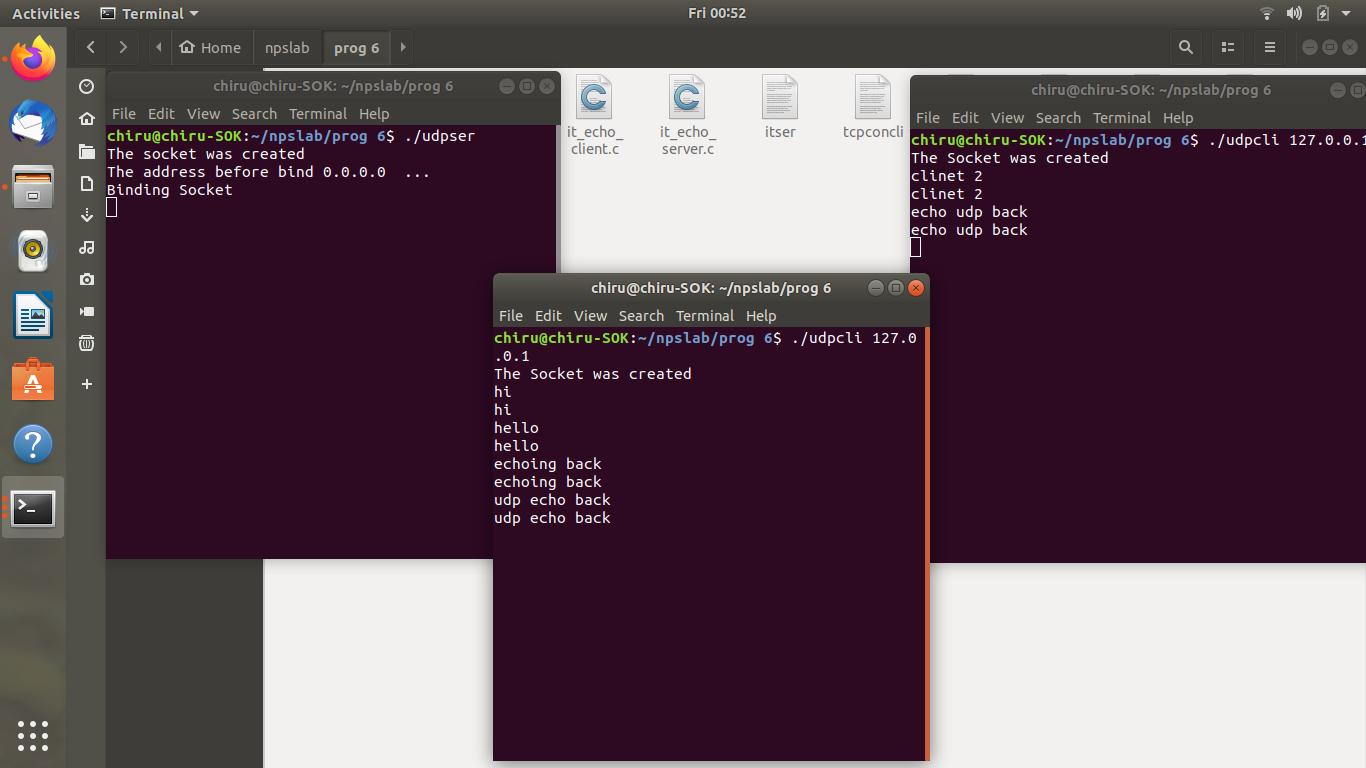 Activities
Terminal
Fri 00:52
Home
npslab
prog 6
chiru@chiru-SOK: ~/npslab/prog 6
File Edit View Search Terminal Help
chiru@chiru-SOK:~/npslab/prog 6$ ./udpser
The socket was created
The address before bind 0.0.0.0  ...
Binding Socket
it_echo_
client.c
it_echo_
server.c
itser
tcpconcli
chiru@chiru-SOK: ~/npslab/prog 6
File Edit View Search Terminal Help
chiru@chiru-SOK:~/npslab/prog 6$ ./udpcli 127.0.0.1
The Socket was created
clinet 2
clinet 2
echo udp back
echo udp back
chiru@chiru-SOK: ~/npslab/prog 6
File Edit View Search Terminal Help
chiru@chiru-SOK:~/npslab/prog 6$ ./udpcli 127.0
.0.1
The Socket was created
hi
hi
hello
hello
echoing back
echoing back
udp echo back
udp echo back